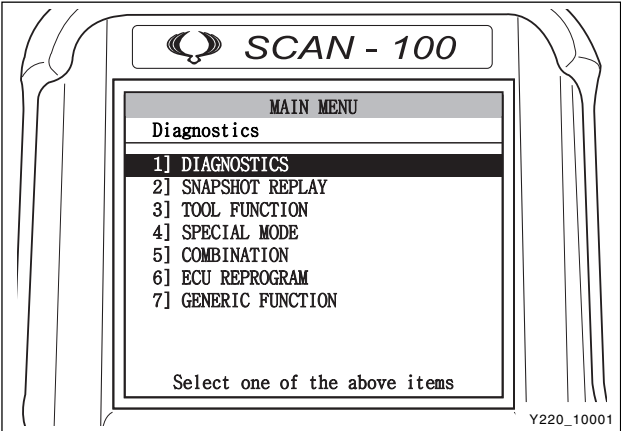 SCAN - 100
MAIN MENU
Diagnostics
1] DIAGNOSTICS
2] SNAPSHOT REPLAY
3] TOOL FUNCTION
4] SPECIAL MODE
5] COMBINATION
6] ECU REPROGRAM
7] GENERIC FUNCTION
Select one of the above items
Y220_10001